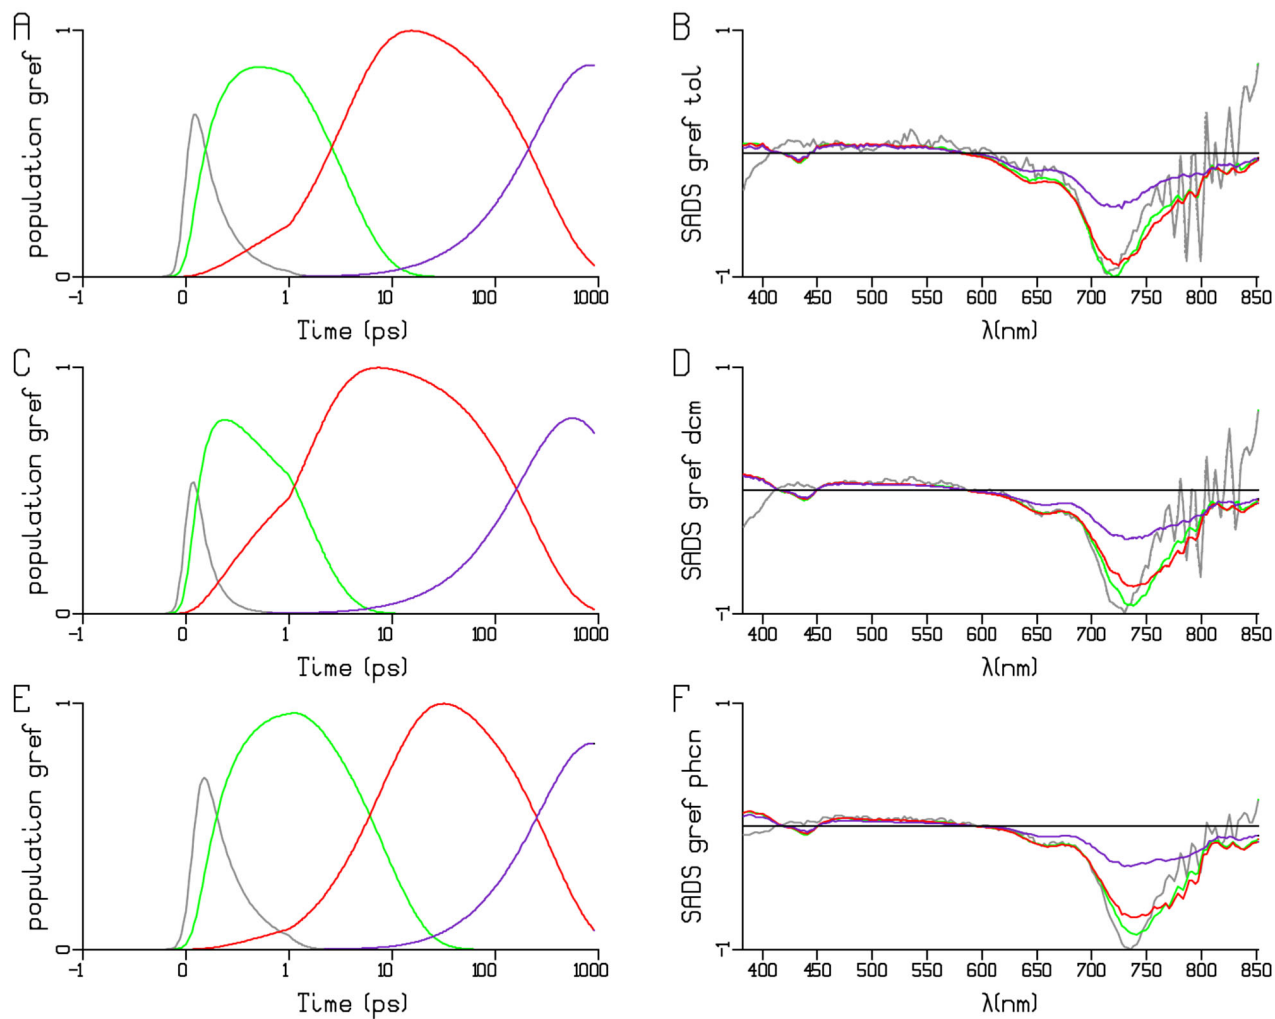 A
population gref
1
0
-1 0 1 10 100 1000
Time (ps)
B
SADS gref tol
1
-1
400 450 500 550 600 650 700 750 800 850
λ(nm)
C
population gref
1
0
-1 0 1 10 100 1000
Time (ps)
D
SADS gref dcm
1
-1
400 450 500 550 600 650 700 750 800 850
λ(nm)
E
population gref
1
0
-1 0 1 10 100 1000
Time (ps)
F
SADS gref phcn
1
-1
400 450 500 550 600 650 700 750 800 850
λ(nm)